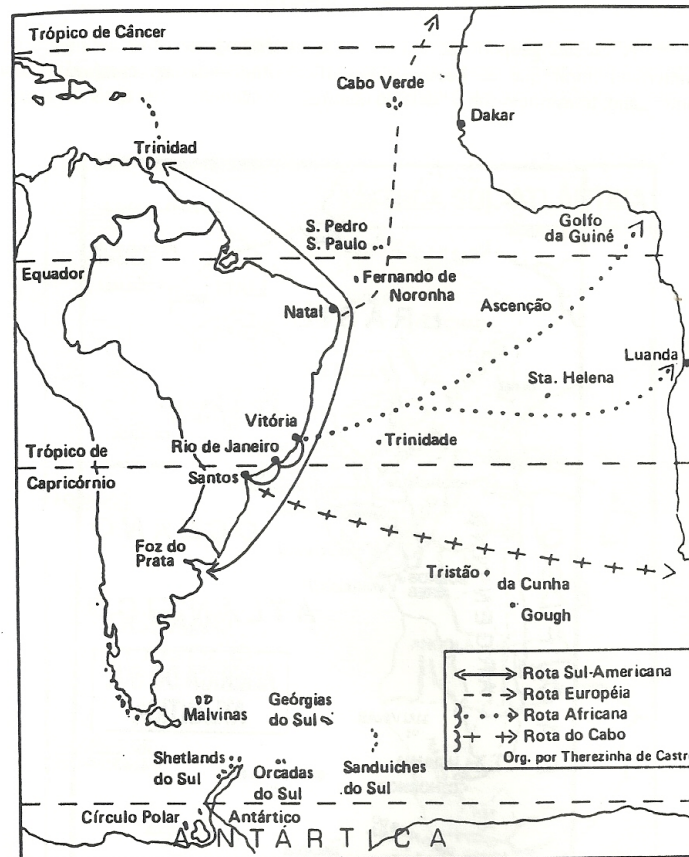 Trópico de Câncer
Cabo Verde
Dakar
Trinidad
S. Pedro
S. Paulo
Golfo
da Guiné
Equador
Fernando de
Noronha
Natal
Ascenção
Luanda
Sta. Helena
Vitória
Rio de Janeiro
Trinidade
Trópico de
Capricórnio
Santos
Foz do
Prata
Tristão
da Cunha
Gough
Rota Sul-Americana
Rota Européia
Rota Africana
Rota do Cabo
Org. por Therezinha de Castr
Malvinas
Geórgias
do Sul
Shetlands
do Sul
Orcadas
do Sul
Sanduiches
do Sul
Círculo Polar
Antártico
ANTÁRTICA